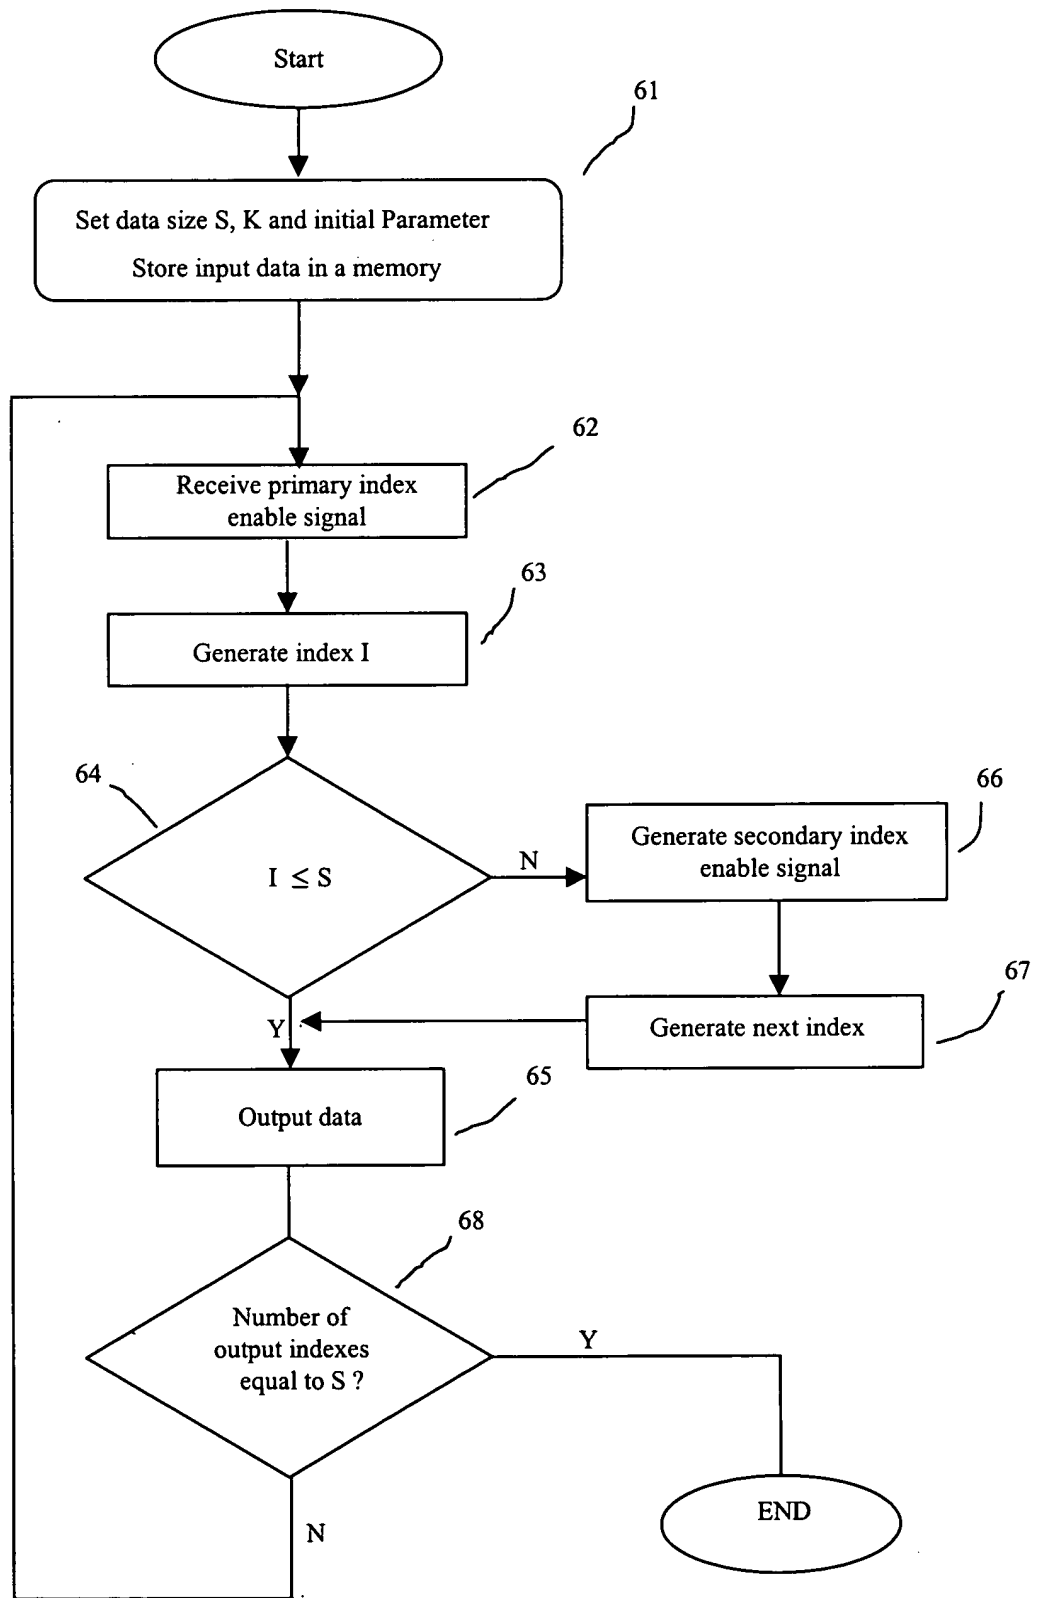 Start
61
Set data size S, K and initial Parameter
Store input data in a memory
62
Receive primary index
enable signal
63
Generate index I
64
I ≤ S
N
66
Generate secondary index
enable signal
67
Generate next index
Y
65
Output data
68
Number of
output indexes
equal to S ?
Y
N
END